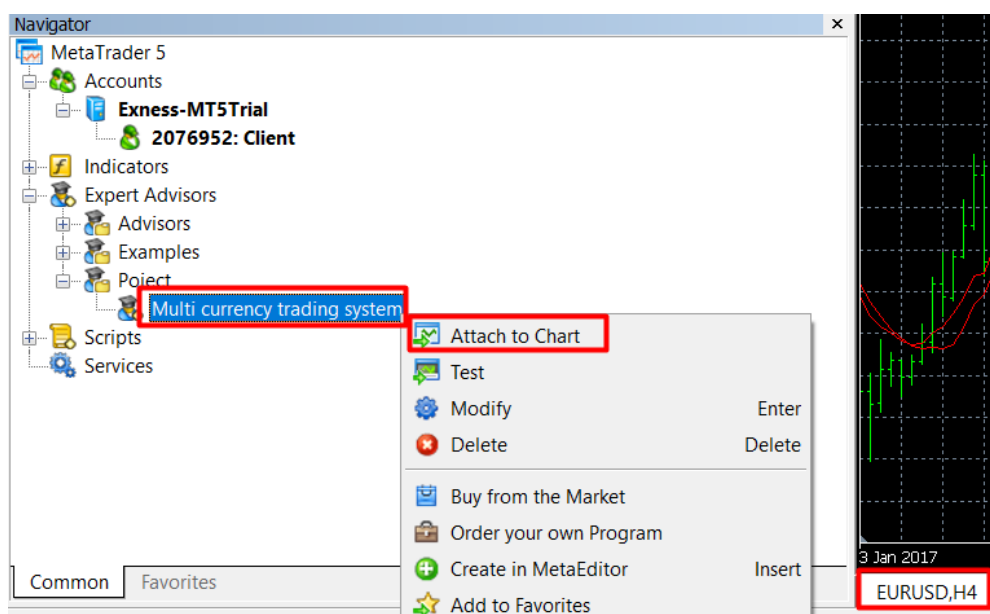 Navigator
MetaTrader 5
Accounts
Exness-MT5Trial
2076952: Client
Indicators
Expert Advisors
Advisors
Examples
Poject
Multi currency trading system
Scripts
Services
Attach to Chart
Test
Modify Enter
Delete Delete
Buy from the Market
Order your own Program
Create in MetaEditor Insert
Add to Favorites
Common Favorites
3 Jan 2017
EURUSD,H4